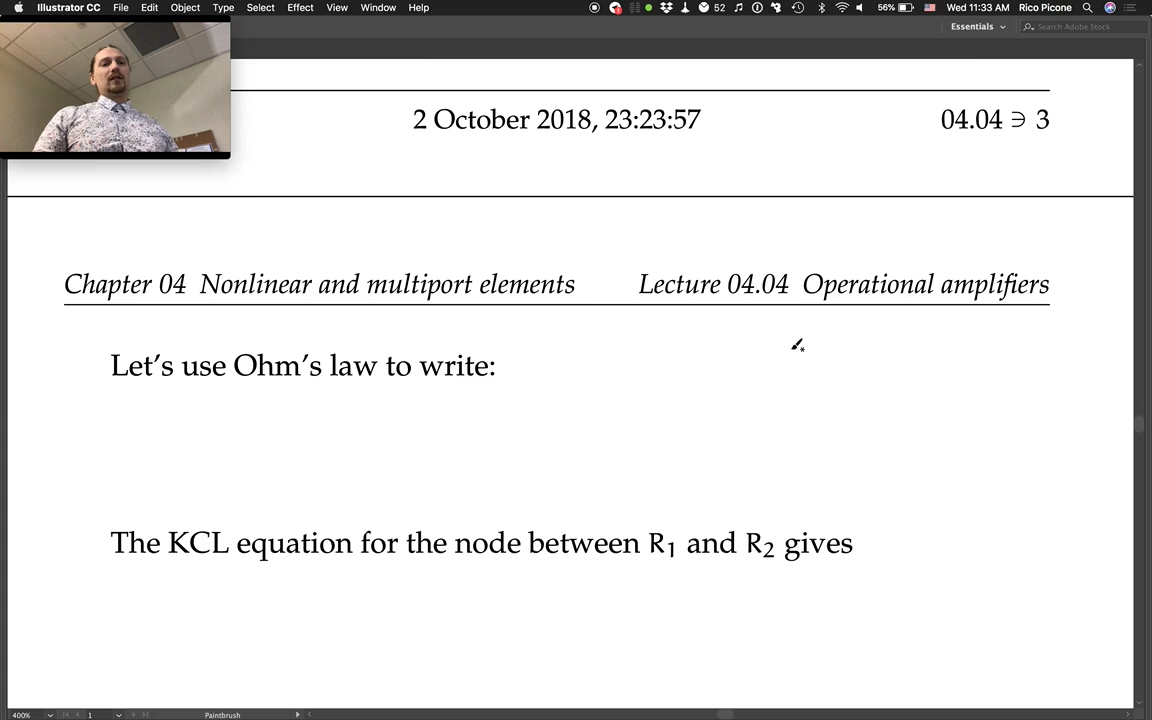 Illustrator CC File Edit Object Type Select Effect View Window Help 52 56% Wed 11:33 AM Rico Picone
Essentials Search Adobe Stock
2 October 2018, 23:23:57 04.04 ∋ 3
Chapter 04 Nonlinear and multiport elements Lecture 04.04 Operational amplifiers
Let's use Ohm's law to write:
The KCL equation for the node between R₁ and R₂ gives
400% 1 Paintbrush